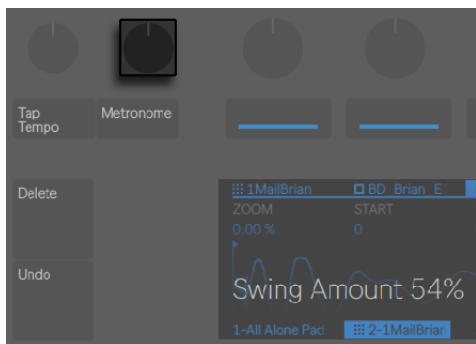 Tap
Tempo
Metronome
Delete
1MailBrian
BD_Brian_E
ZOOM
START
0.00 %
0
Undo
Swing Amount 54%
1-All Alone Pad
2-1MailBrian